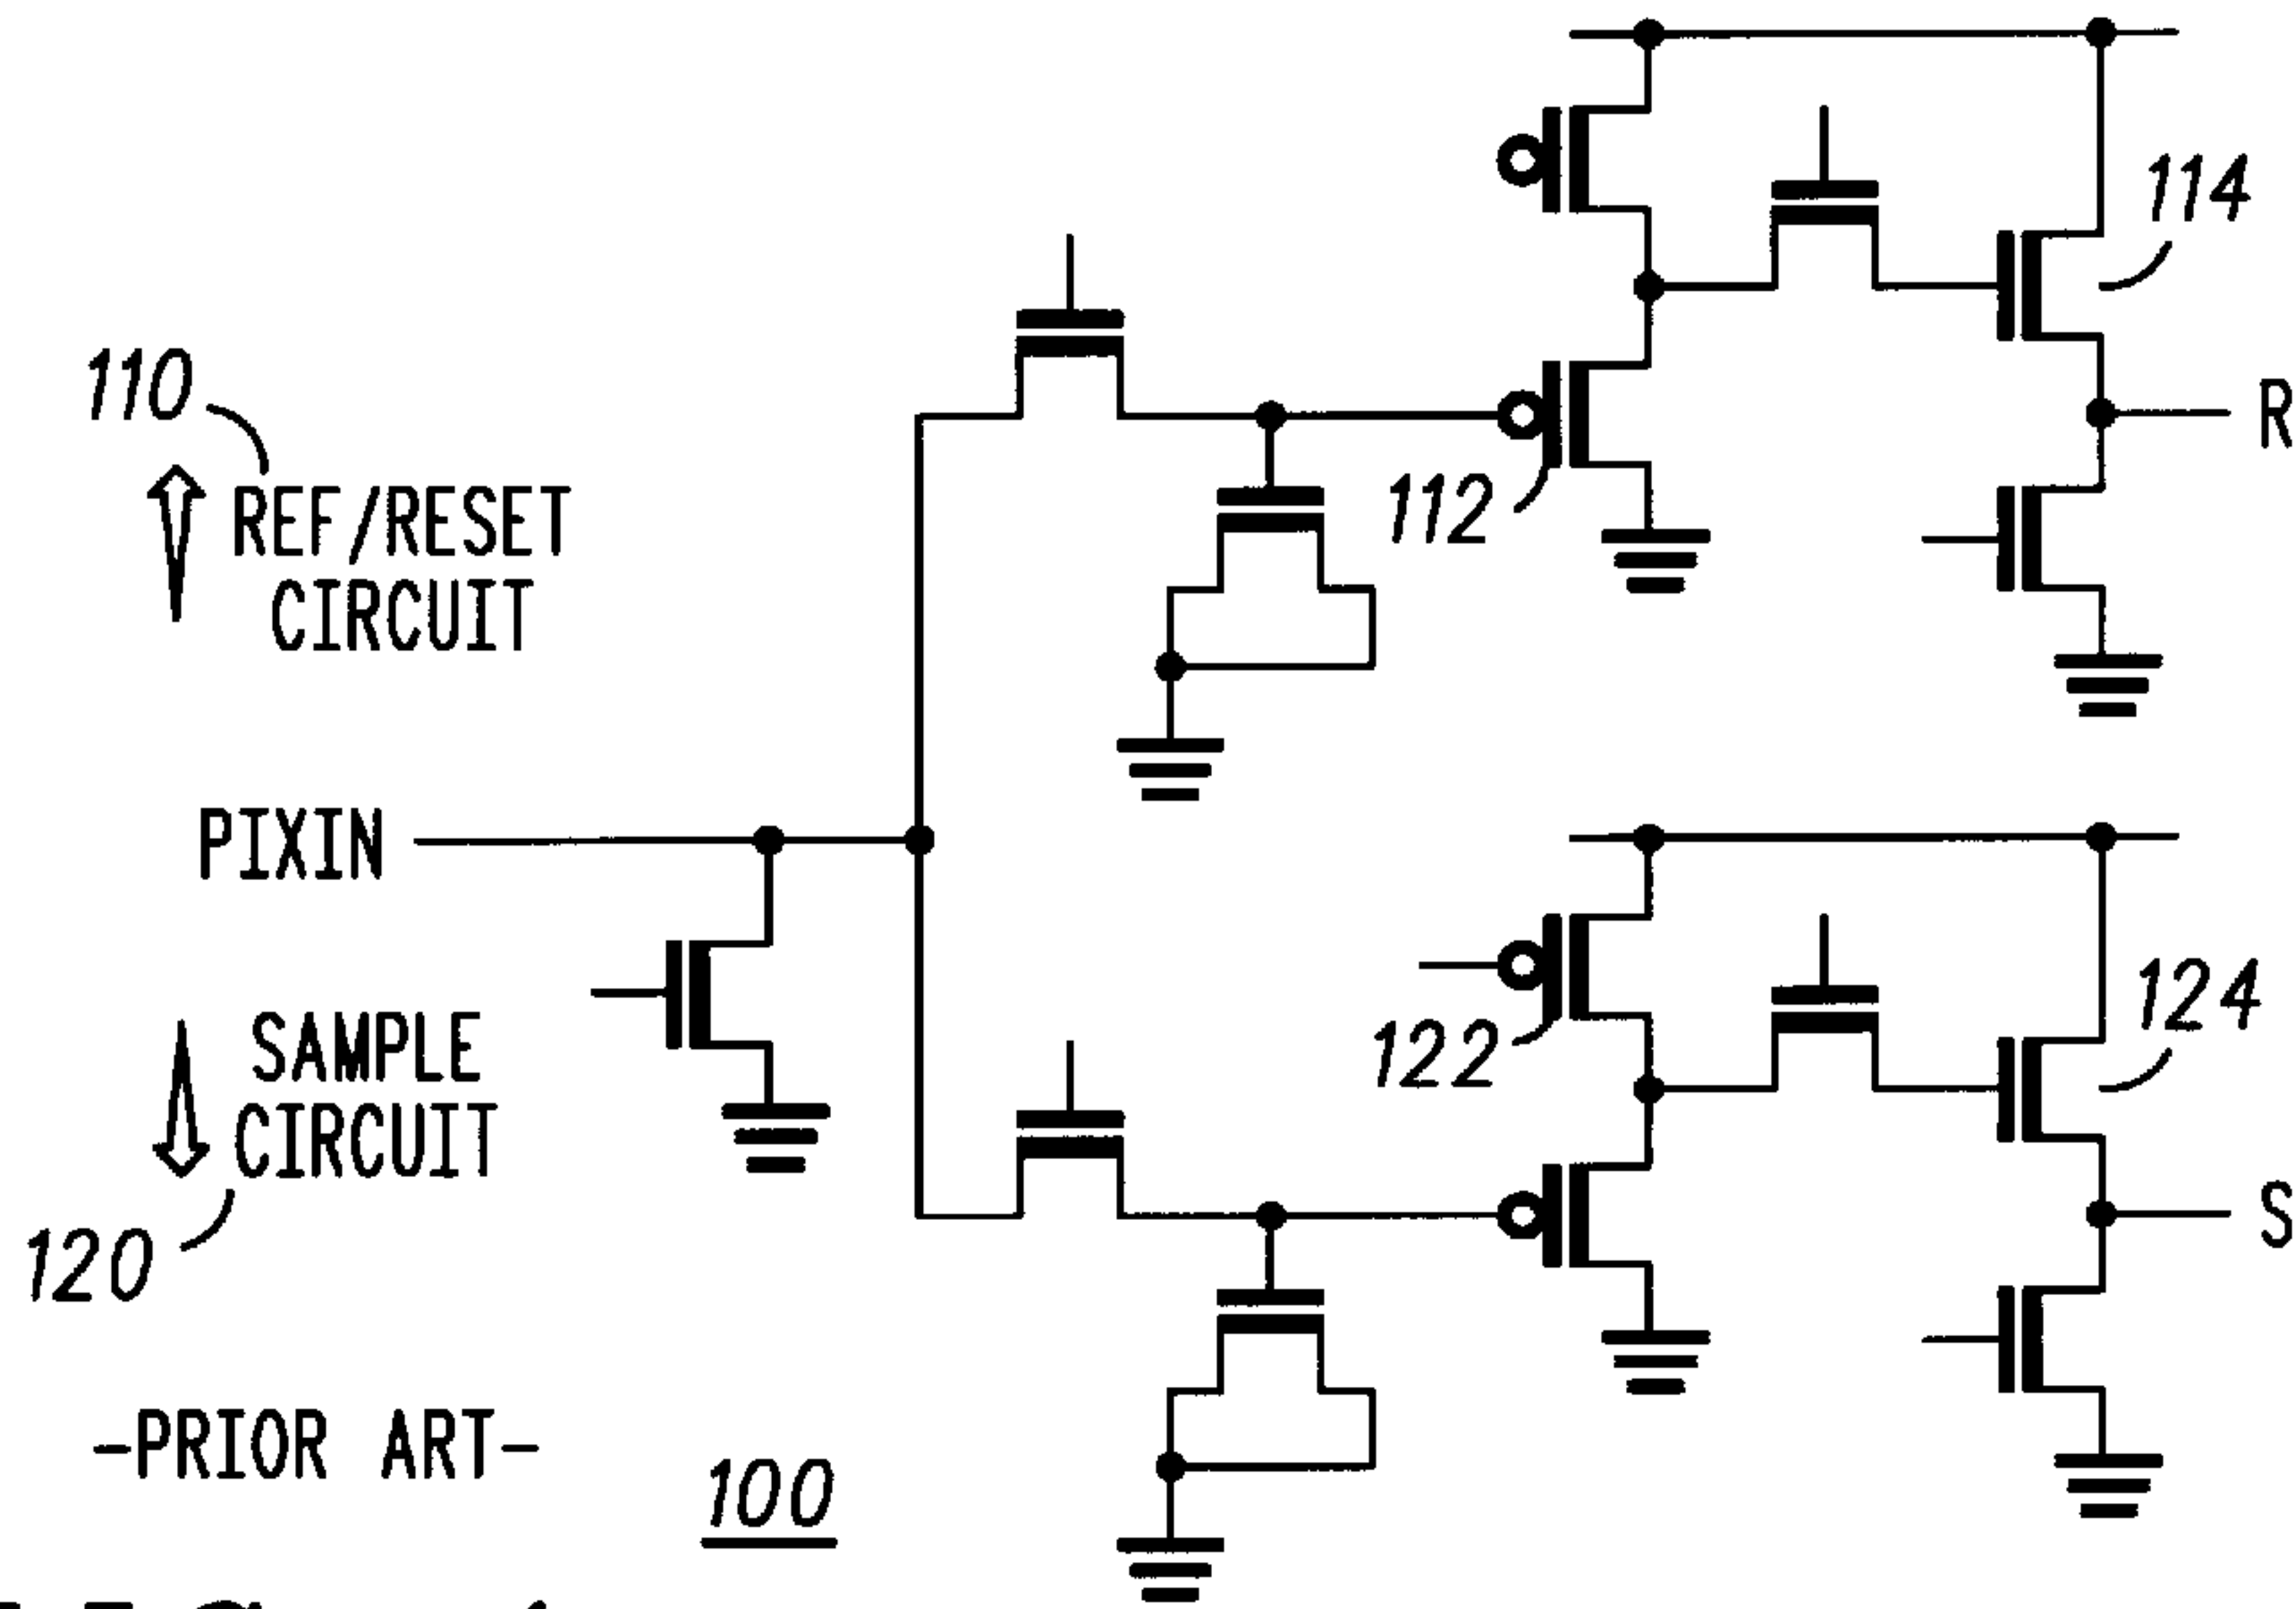 114
110
R
REF/RESET
CIRCUIT
112
PIXIN
124
SAMPLE
CIRCUIT
122
120
S
-PRIOR ART-
100